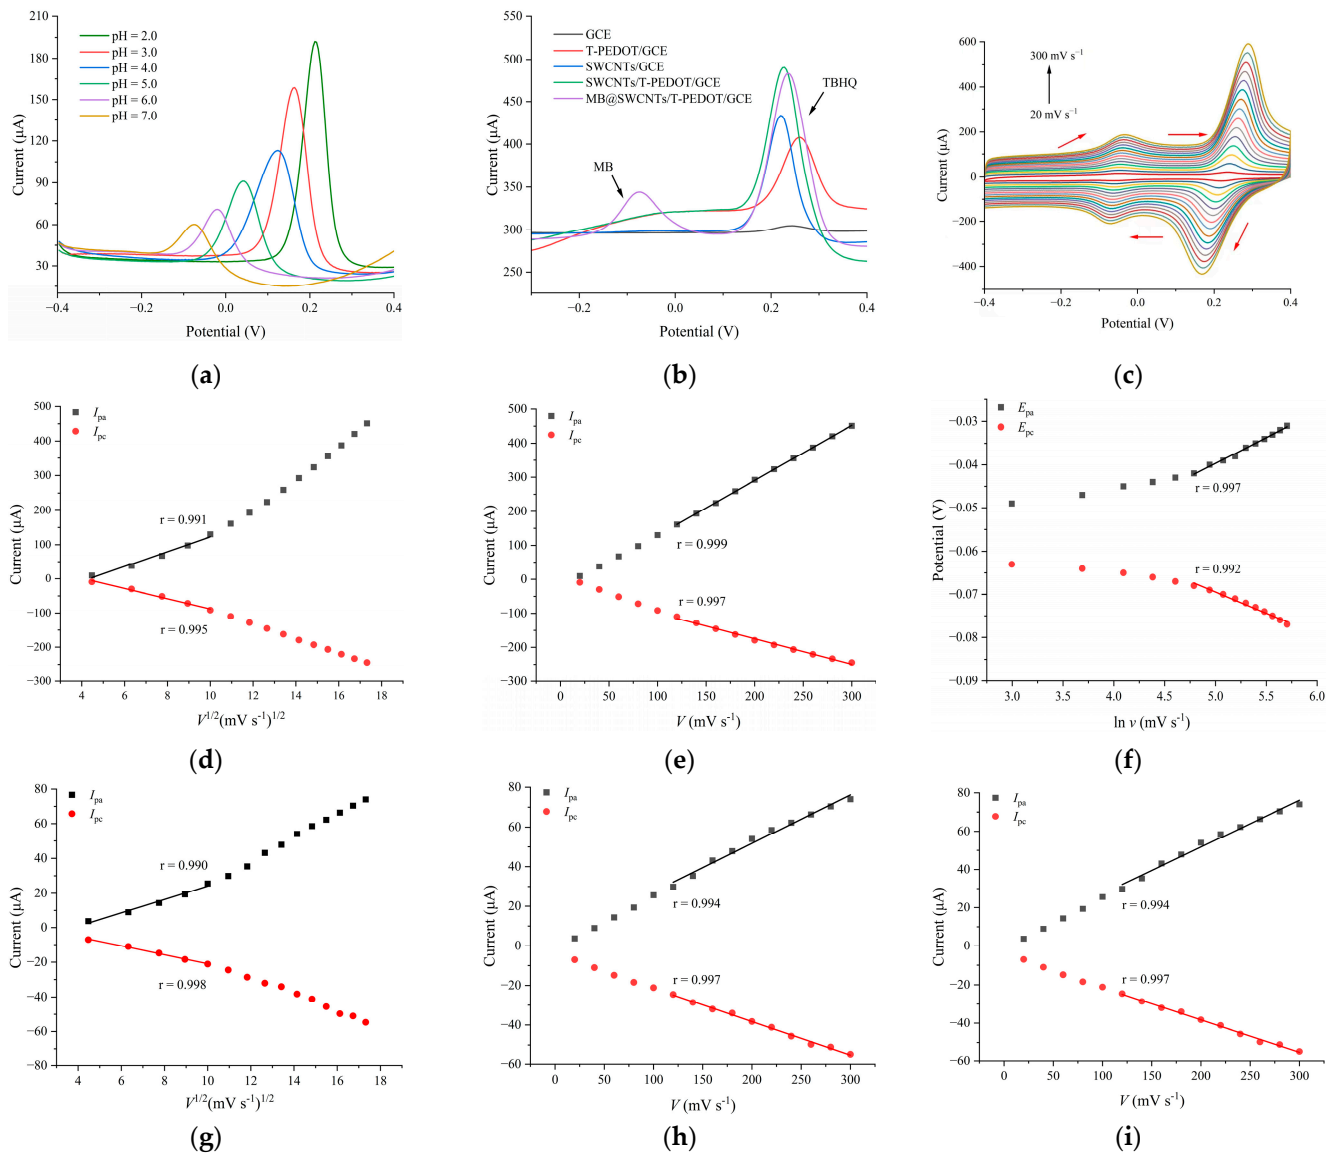 210
180
150
120
90
60
30
Current (μA)
pH = 2.0
pH = 3.0
pH = 4.0
pH = 5.0
pH = 6.0
pH = 7.0
−0.4
−0.2
0.0
0.2
0.4
Potential (V)
(a)
550
500
450
400
350
300
250
Current (μA)
GCE
T-PEDOT/GCE
SWCNTs/GCE
SWCNTs/T-PEDOT/GCE
MB@SWCNTs/T-PEDOT/GCE
TBHQ
MB
−0.2
0.0
0.2
0.4
Potential (V)
(b)
600
400
200
0
−200
−400
Current (μA)
300 mV s⁻¹
20 mV s⁻¹
−0.4
−0.2
0.0
0.2
0.4
Potential (V)
(c)
500
400
300
200
100
0
−100
−200
−300
Current (μA)
Ipa
Ipc
r = 0.991
r = 0.995
4
6
8
10
12
14
16
18
V^1/2(mV s⁻¹)^1/2
(d)
500
400
300
200
100
0
−100
−200
−300
Current (μA)
Ipa
Ipc
r = 0.999
r = 0.997
0
50
100
150
200
250
300
V (mV s⁻¹)
(e)
−0.03
−0.04
−0.05
−0.06
−0.07
−0.08
−0.09
Potential (V)
Epa
Epc
r = 0.997
r = 0.992
3.0
3.5
4.0
4.5
5.0
5.5
6.0
ln v (mV s⁻¹)
(f)
80
60
40
20
0
−20
−40
−60
−80
Current (μA)
Ipa
Ipc
r = 0.990
r = 0.998
4
6
8
10
12
14
16
18
V^1/2(mV s⁻¹)^1/2
(g)
80
60
40
20
0
−20
−40
−60
Current (μA)
Ipa
Ipc
r = 0.994
r = 0.997
0
50
100
150
200
250
300
V (mV s⁻¹)
(h)
80
60
40
20
0
−20
−40
−60
Current (μA)
Ipa
Ipc
r = 0.994
r = 0.997
0
50
100
150
200
250
300
V (mV s⁻¹)
(i)